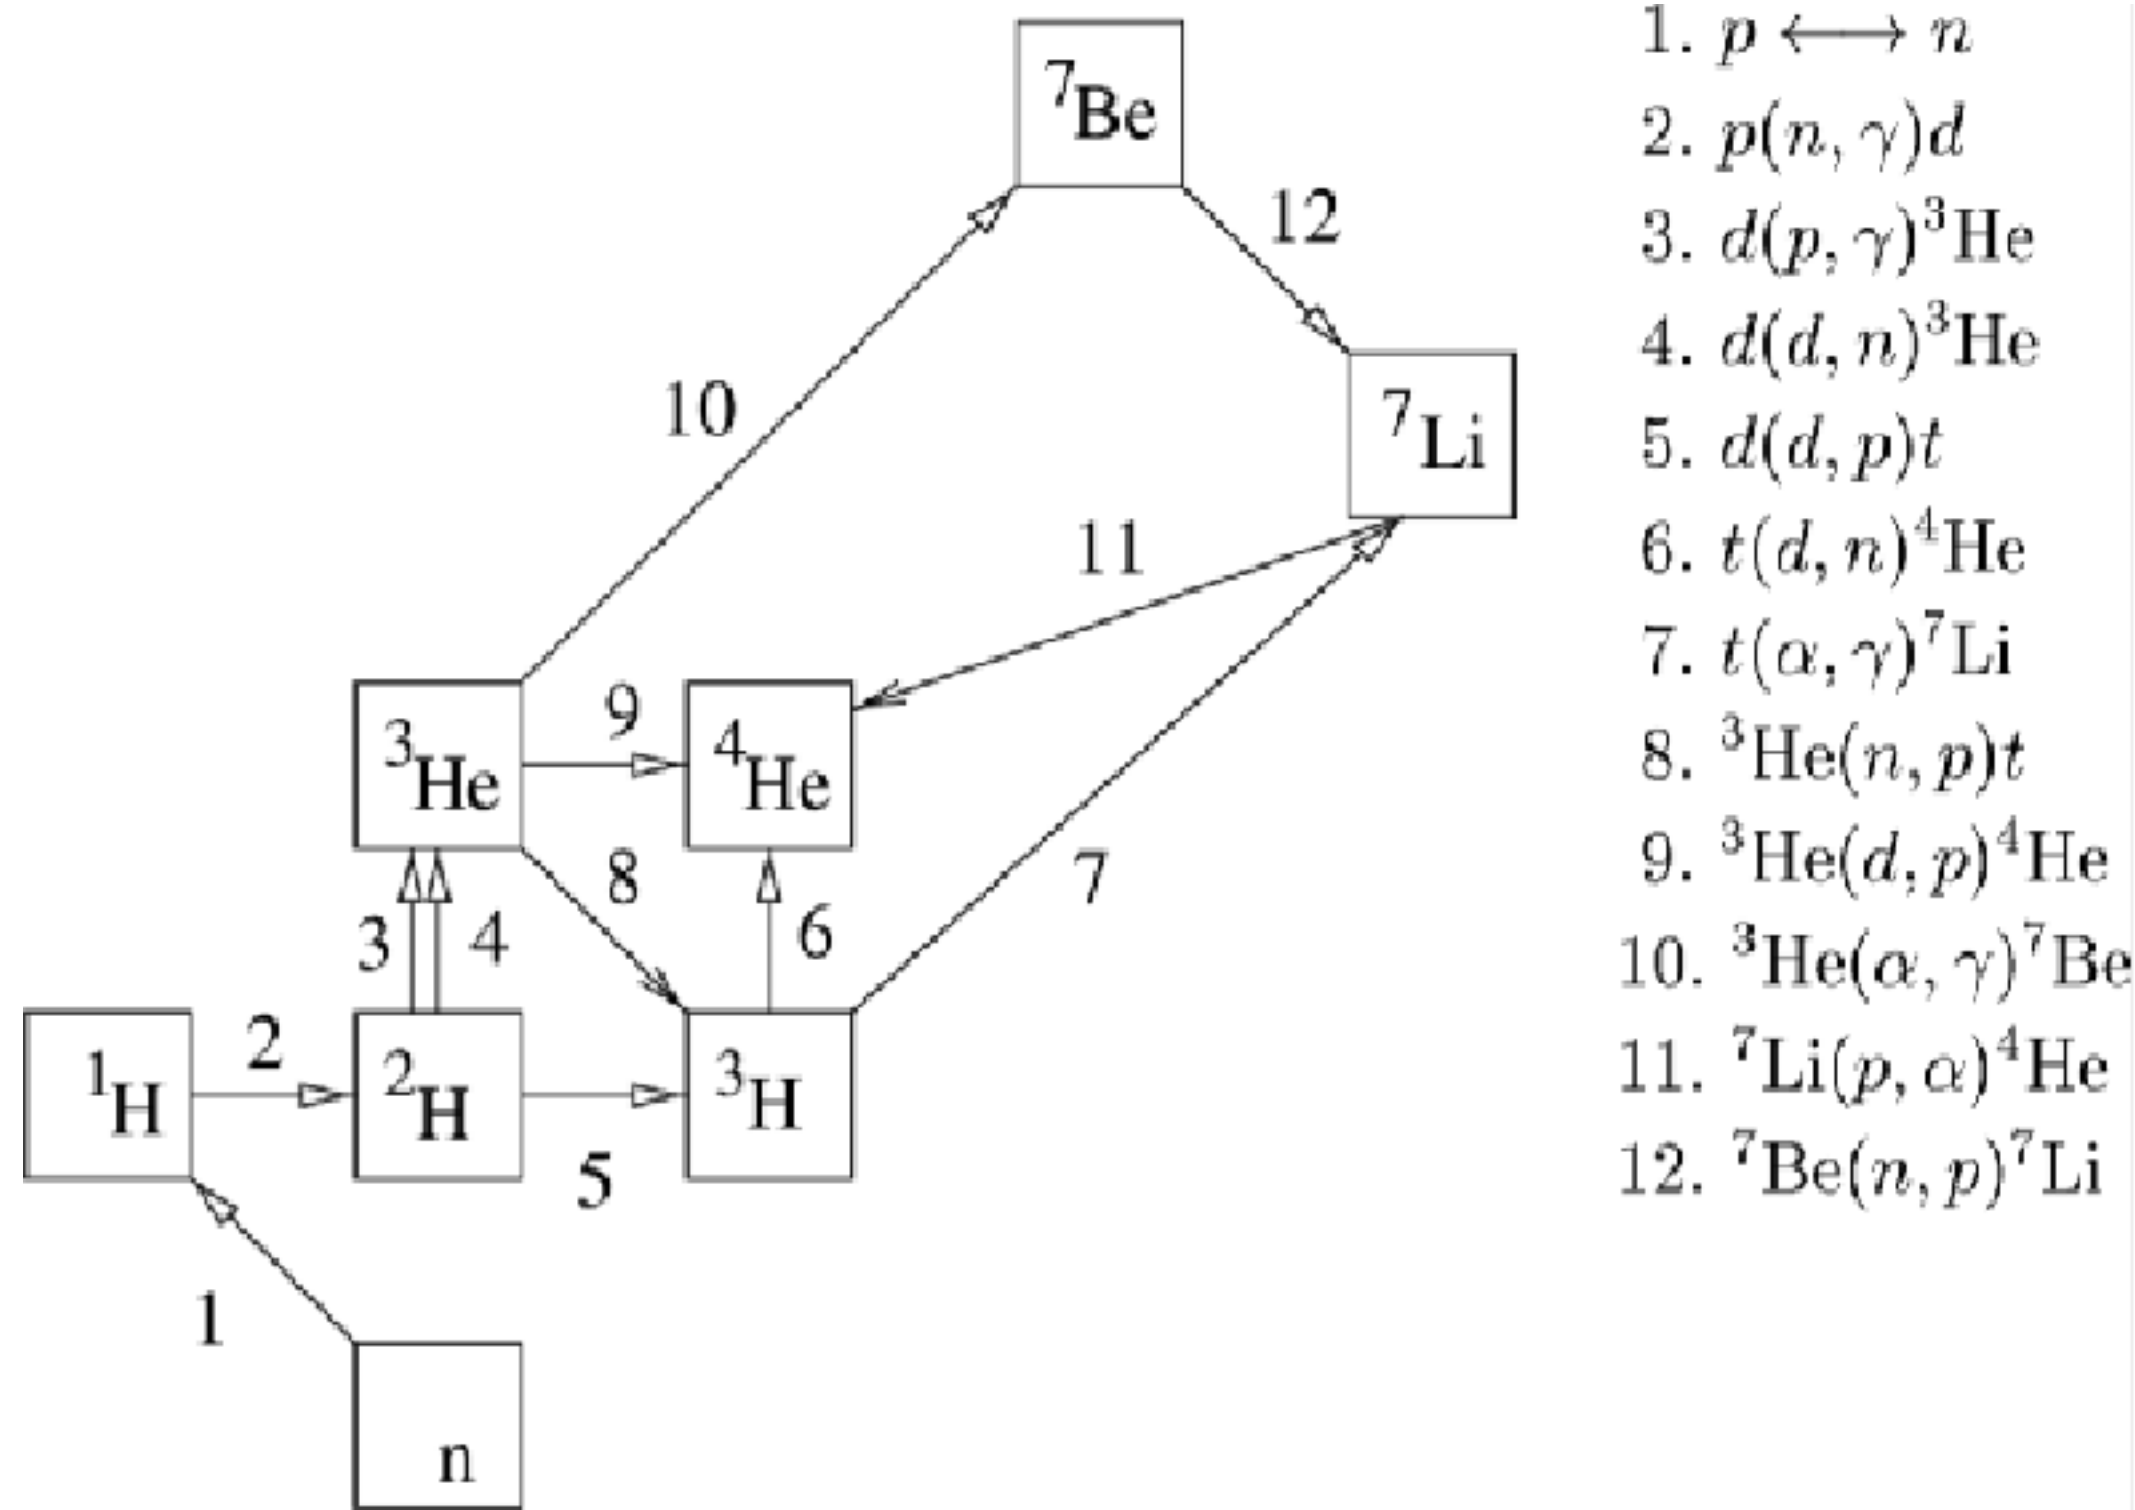 ⁷Be
12
10
⁷Li
11
³He
9
⁴He
3
4
8
6
7
¹H
2
²H
5
³H
1
n
1. p ⟷ n
2. p(n, γ)d
3. d(p, γ)³He
4. d(d, n)³He
5. d(d, p)t
6. t(d, n)⁴He
7. t(α, γ)⁷Li
8. ³He(n, p)t
9. ³He(d, p)⁴He
10. ³He(α, γ)⁷Be
11. ⁷Li(p, α)⁴He
12. ⁷Be(n, p)⁷Li